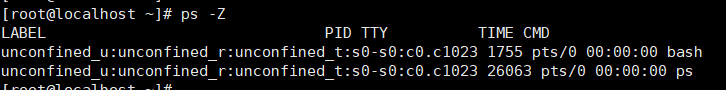 [root@localhost ~]# ps -Z
LABEL                             PID TTY          TIME CMD
unconfined_u:unconfined_r:unconfined_t:s0-s0:c0.c1023 1755 pts/0 00:00:00 bash
unconfined_u:unconfined_r:unconfined_t:s0-s0:c0.c1023 26063 pts/0 00:00:00 ps
[root@localhost ~]#